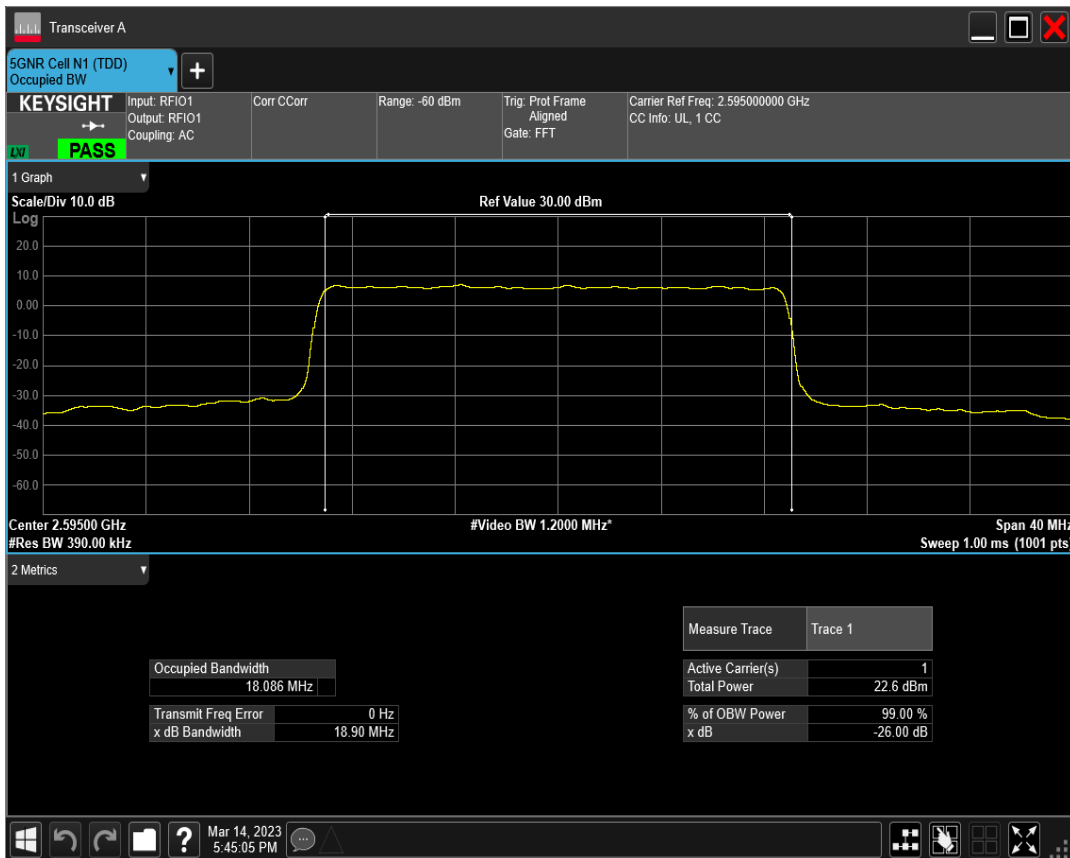 Transceiver A
5GNR Cell N1 (TDD)
Occupied BW
+
KEYSIGHT
LXI
PASS
Input: RFIO1
Output: RFIO1
Coupling: AC
Corr CCorr
Range: -60 dBm
Trig: Prot Frame
Aligned
Gate: FFT
Carrier Ref Freq: 2.595000000 GHz
CC Info: UL, 1 CC
1 Graph
Scale/Div 10.0 dB
Ref Value 30.00 dBm
Log
20.0
10.0
0.00
-10.0
-20.0
-30.0
-40.0
-50.0
-60.0
Center 2.59500 GHz
#Video BW 1.2000 MHz*
Span 40 MHz
#Res BW 390.00 kHz
Sweep 1.00 ms (1001 pts)
2 Metrics
Measure Trace Trace 1
Occupied Bandwidth
18.086 MHz
Active Carrier(s) 1
Total Power 22.6 dBm
Transmit Freq Error 0 Hz
x dB Bandwidth 18.90 MHz
% of OBW Power 99.00 %
x dB -26.00 dB
?
Mar 14, 2023
5:45:05 PM